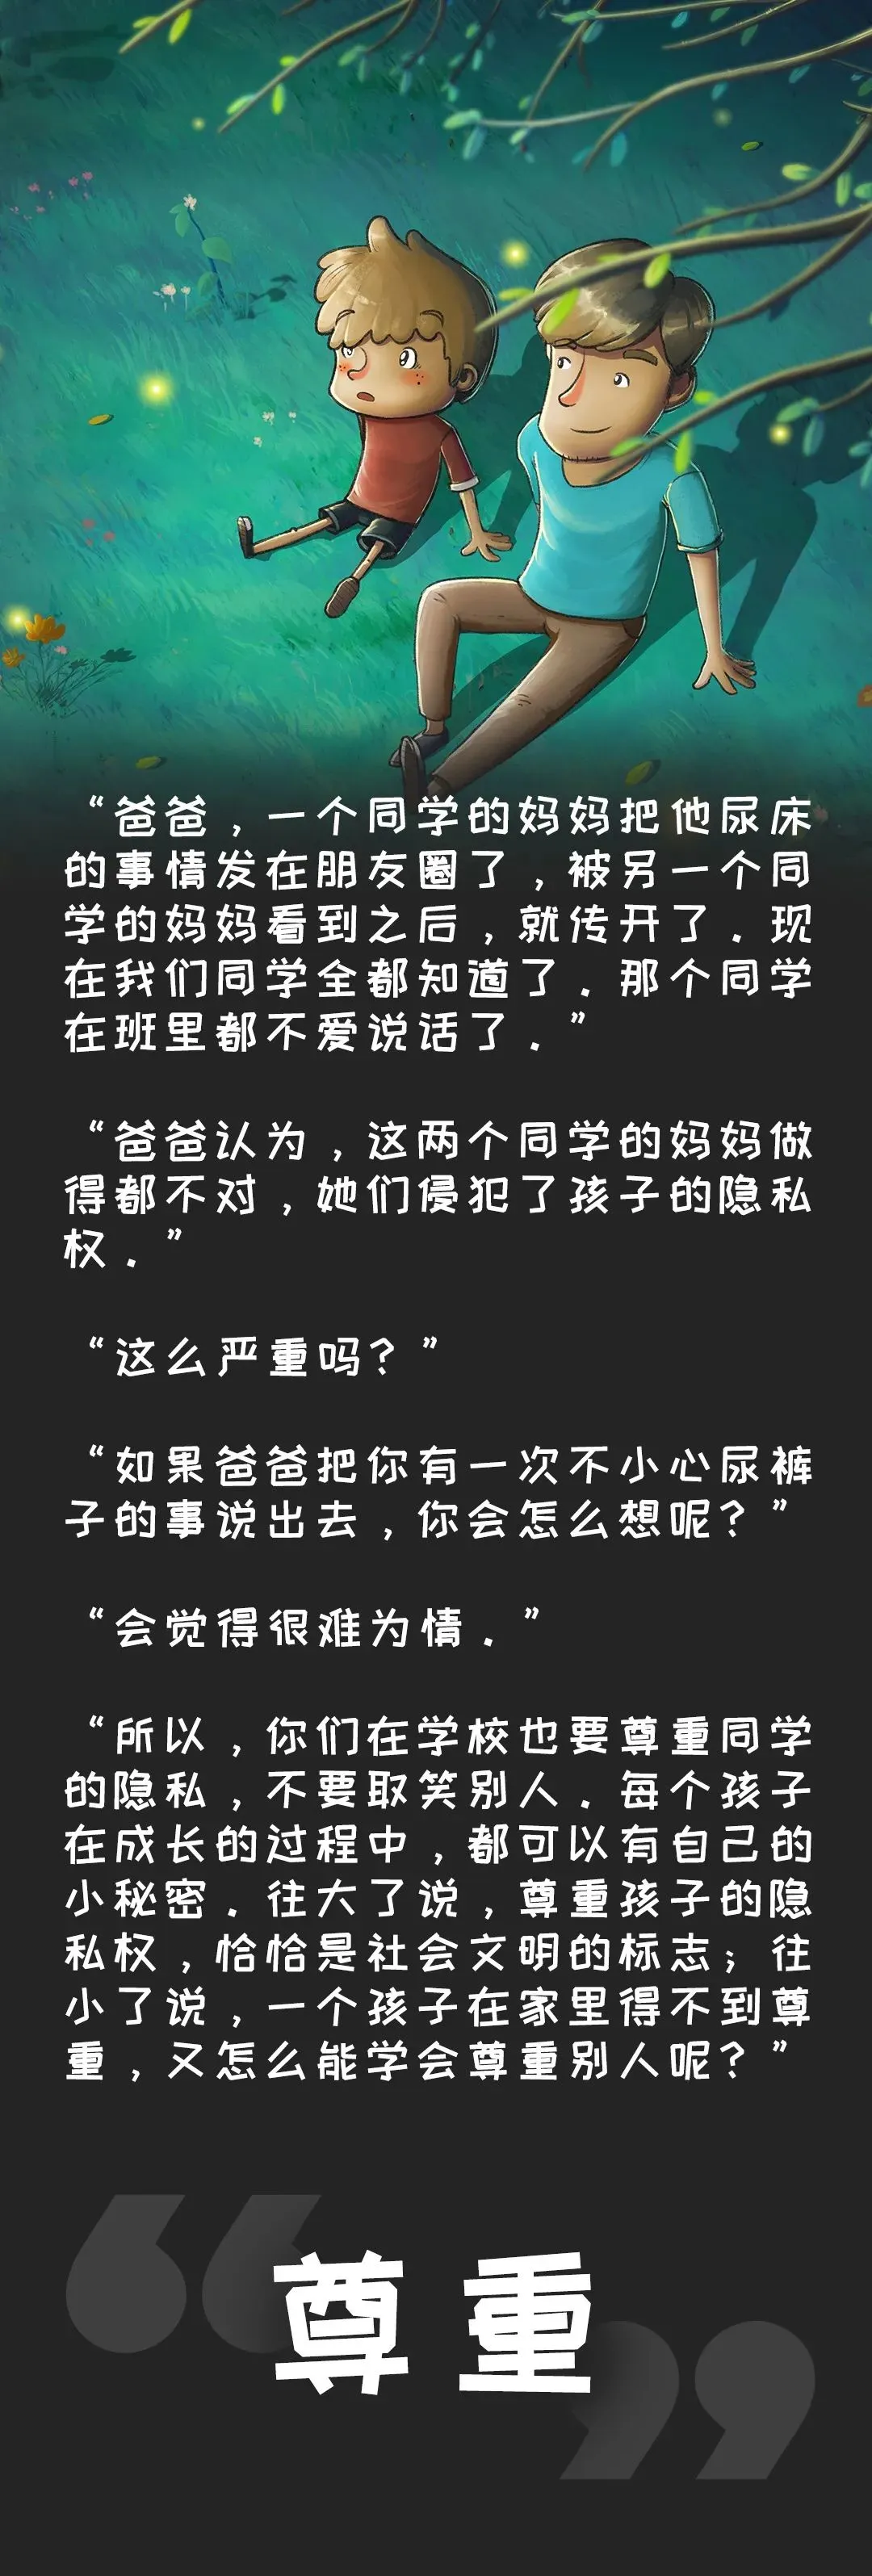 “爸爸，一个同学的妈妈把他尿床
的事情发在朋友圈了，被另一个同
学的妈妈看到之后，就传开了．现
在我们同学全都知道了．那个同学
在班里都不爱说话了．”
“爸爸认为，这两个同学的妈妈做
得都不对，她们侵犯了孩子的隐私
权．”
“这么严重吗？”
“如果爸爸把你有一次不小心尿裤
子的事说出去，你会怎么想呢？”
“会觉得很难为情．”
“所以，你们在学校也要尊重同学
的隐私，不要取笑别人．每个孩子
在成长的过程中，都可以有自己的
小秘密．往大了说，尊重孩子的隐
私权，恰恰是社会文明的标志；往
小了说，一个孩子在家里得不到尊
重，又怎么能学会尊重别人呢？”
“尊重”